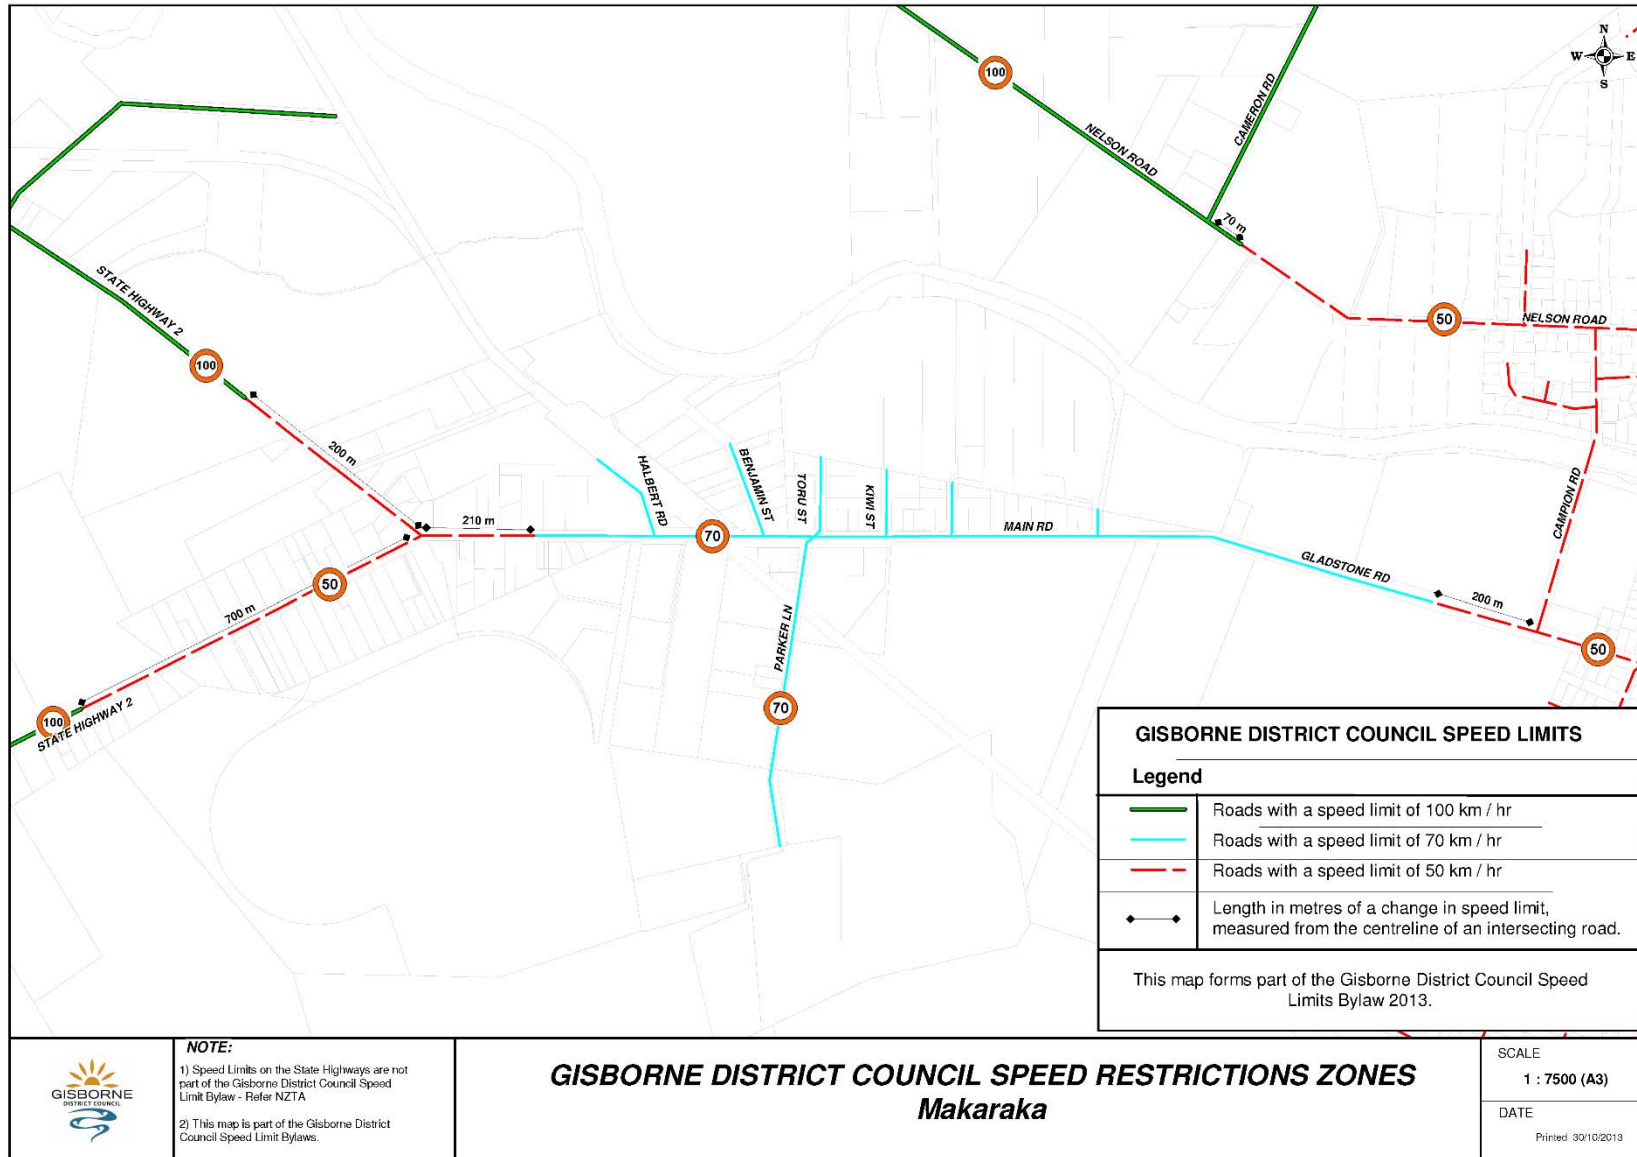 N
W E
S
100
CAMERON RD
NELSON ROAD
70 m
STATE HIGHWAY 2
50
NELSON ROAD
100
200 m
HALBERT RD
BENJAMIN ST
TORU ST
KIWI ST
CAMPION RD
210 m
70
MAIN RD
GLADSTONE RD
50
200 m
700 m
PARKER LN
50
70
100
STATE HIGHWAY 2
GISBORNE DISTRICT COUNCIL SPEED LIMITS
Legend
Roads with a speed limit of 100 km / hr
Roads with a speed limit of 70 km / hr
Roads with a speed limit of 50 km / hr
Length in metres of a change in speed limit,
measured from the centreline of an intersecting road.
This map forms part of the Gisborne District Council Speed
Limits Bylaw 2013.
GISBORNE
DISTRICT COUNCIL
NOTE:
1) Speed Limits on the State Highways are not
part of the Gisborne District Council Speed
Limit Bylaw - Refer NZTA
2) This map is part of the Gisborne District
Council Speed Limit Bylaws.
GISBORNE DISTRICT COUNCIL SPEED RESTRICTIONS ZONES
Makaraka
SCALE
1 : 7500 (A3)
DATE
Printed 30/10/2013